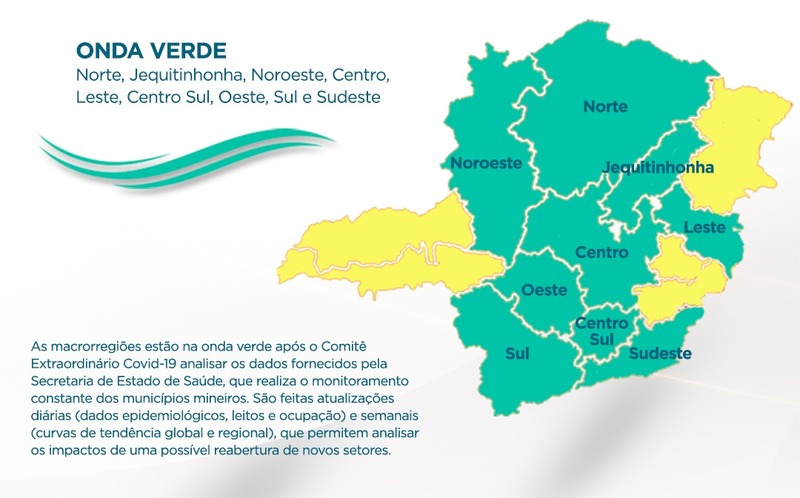 ONDA VERDE
Norte, Jequitinhonha, Noroeste, Centro,
Leste, Centro Sul, Oeste, Sul e Sudeste
Norte
Noroeste
Jequitinhonha
Leste
Centro
Oeste
Centro
Sul
Sul
Sudeste
As macrorregiões estão na onda verde após o Comitê
Extraordinário Covid-19 analisar os dados fornecidos pela
Secretaria de Estado de Saúde, que realiza o monitoramento
constante dos municípios mineiros. São feitas atualizações
diárias (dados epidemiológicos, leitos e ocupação) e semanais
(curvas de tendência global e regional), que permitem analisar
os impactos de uma possível reabertura de novos setores.